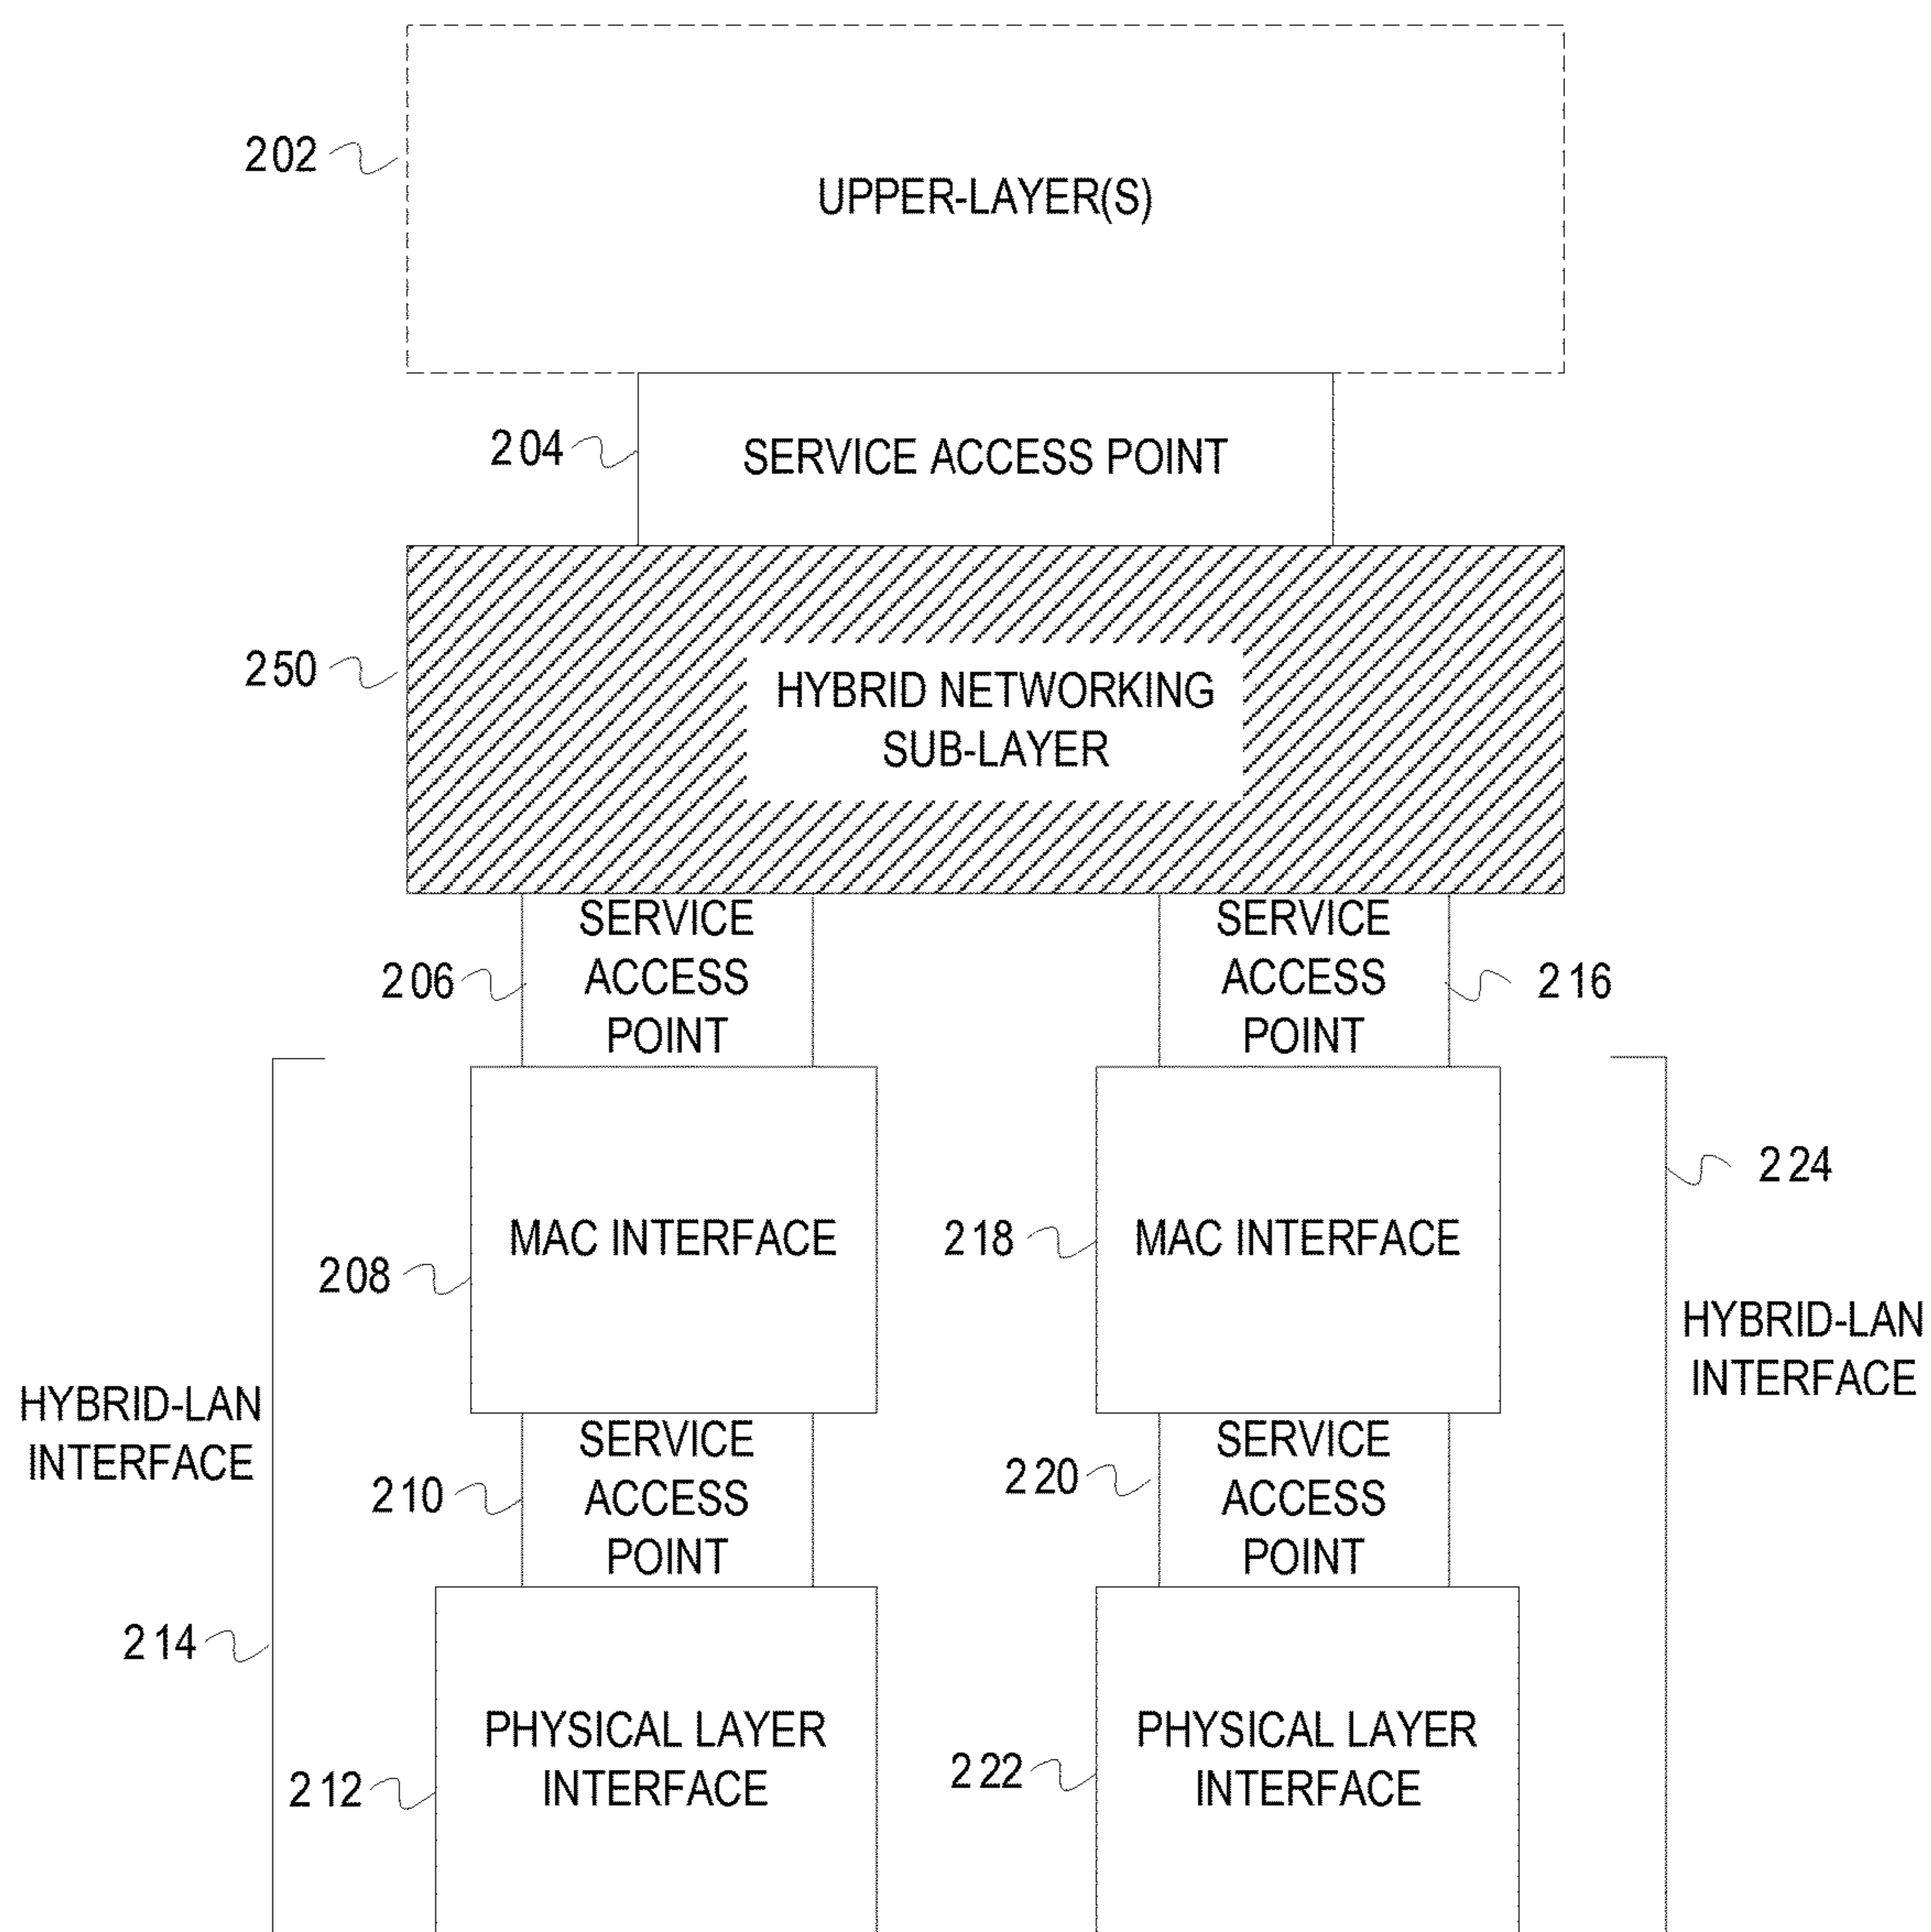 202
UPPER-LAYER(S)
204
SERVICE ACCESS POINT
250
HYBRID NETWORKING
SUB-LAYER
206
SERVICE
ACCESS
POINT
SERVICE
ACCESS
POINT
216
224
208
MAC INTERFACE
218
MAC INTERFACE
HYBRID-LAN
INTERFACE
HYBRID-LAN
INTERFACE
210
SERVICE
ACCESS
POINT
220
SERVICE
ACCESS
POINT
214
212
PHYSICAL LAYER
INTERFACE
222
PHYSICAL LAYER
INTERFACE